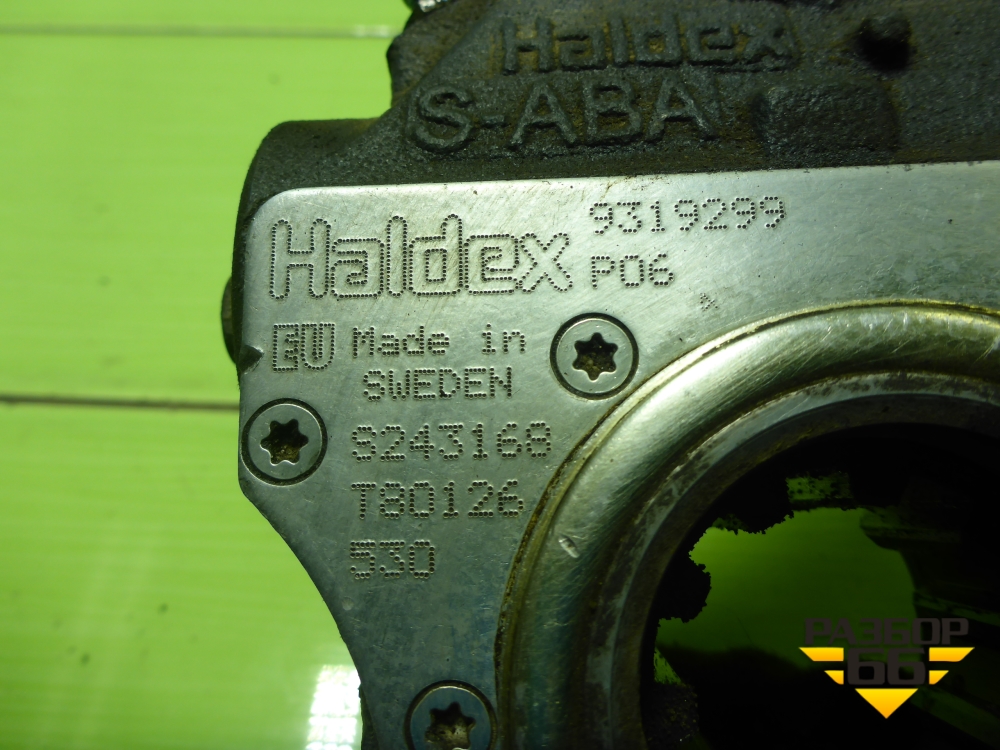 Haldex
S-ABA
Haldex 9319299
P06
EU Made in
SWEDEN
S243168
T80126
530
РАЗБОР
66